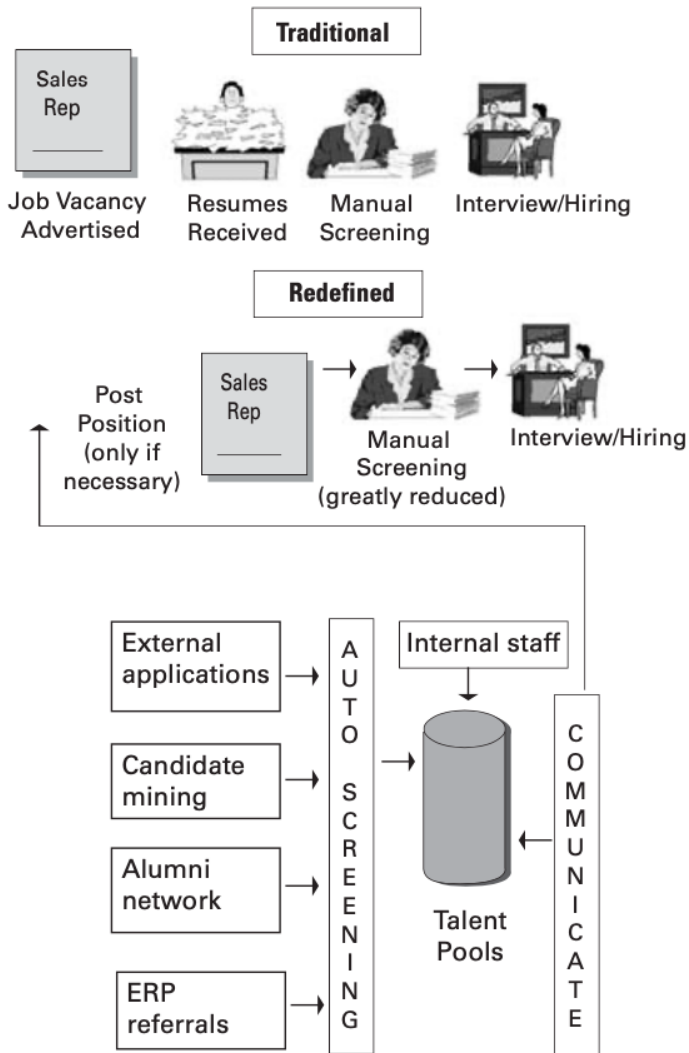 Traditional
Sales
Rep
Job Vacancy
Advertised
Resumes
Received
Manual
Screening
Interview/Hiring
Redefined
Post
Position
(only if
necessary)
Sales
Rep
Manual
Screening
(greatly reduced)
Interview/Hiring
External
applications
Candidate
mining
Alumni
network
ERP
referrals
AUTO SCREENING
Internal staff
Talent
Pools
COMMUNICATE